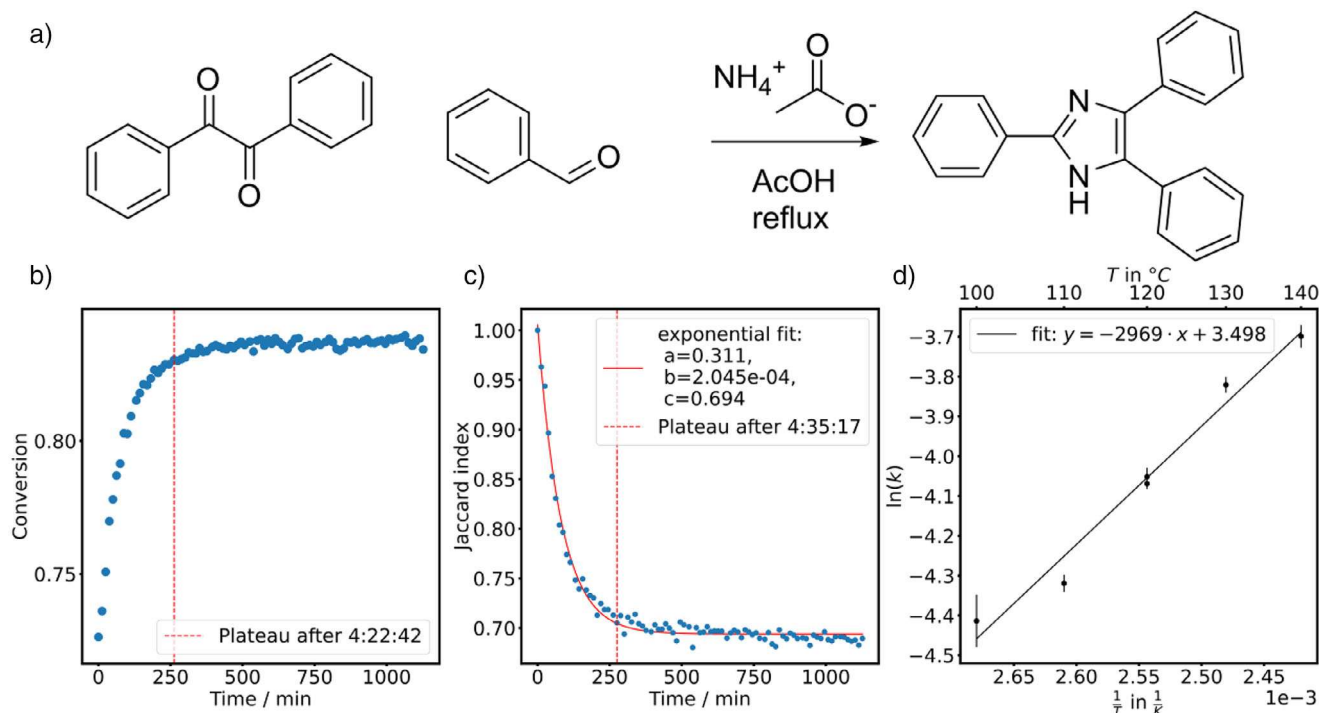 a)
O
O
O
NH₄⁺
O
O⁻
AcOH
reflux
N
N
H
b)
0.80
0.75
Conversion
0
250
500
750
1000
Time / min
Plateau after 4:22:42
c)
1.00
0.95
0.90
0.85
0.80
0.75
0.70
Jaccard index
exponential fit:
a=0.311,
b=2.045e-04,
c=0.694
Plateau after 4:35:17
0
250
500
750
1000
Time / min
d)
T in °C
100
110
120
130
140
fit: y = −2969 · x + 3.498
−3.7
−3.8
−3.9
−4.0
−4.1
−4.2
−4.3
−4.4
−4.5
ln(k)
2.65
2.60
2.55
2.50
2.45
1e−3
1/T in 1/K